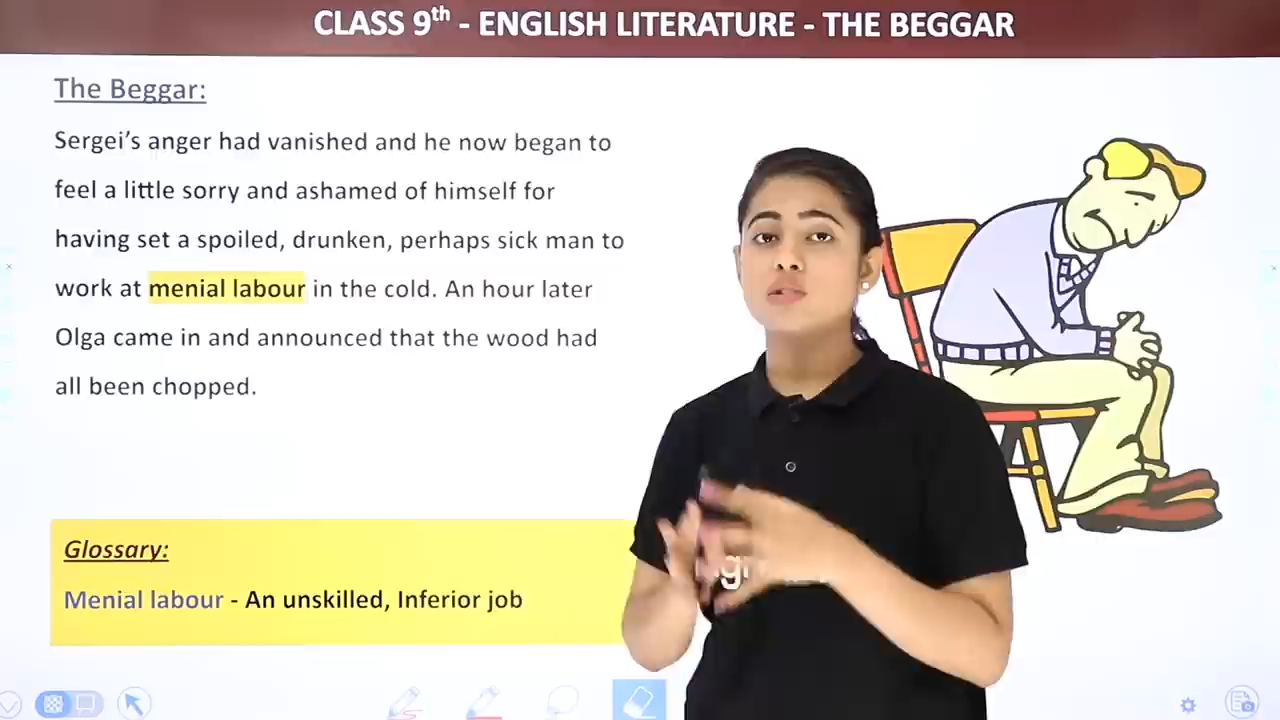 CLASS 9th - ENGLISH LITERATURE - THE BEGGAR
The Beggar:
Sergei’s anger had vanished and he now began to
feel a little sorry and ashamed of himself for
having set a spoiled, drunken, perhaps sick man to
work at menial labour in the cold. An hour later
Olga came in and announced that the wood had
all been chopped.
Glossary:
Menial labour - An unskilled, Inferior job